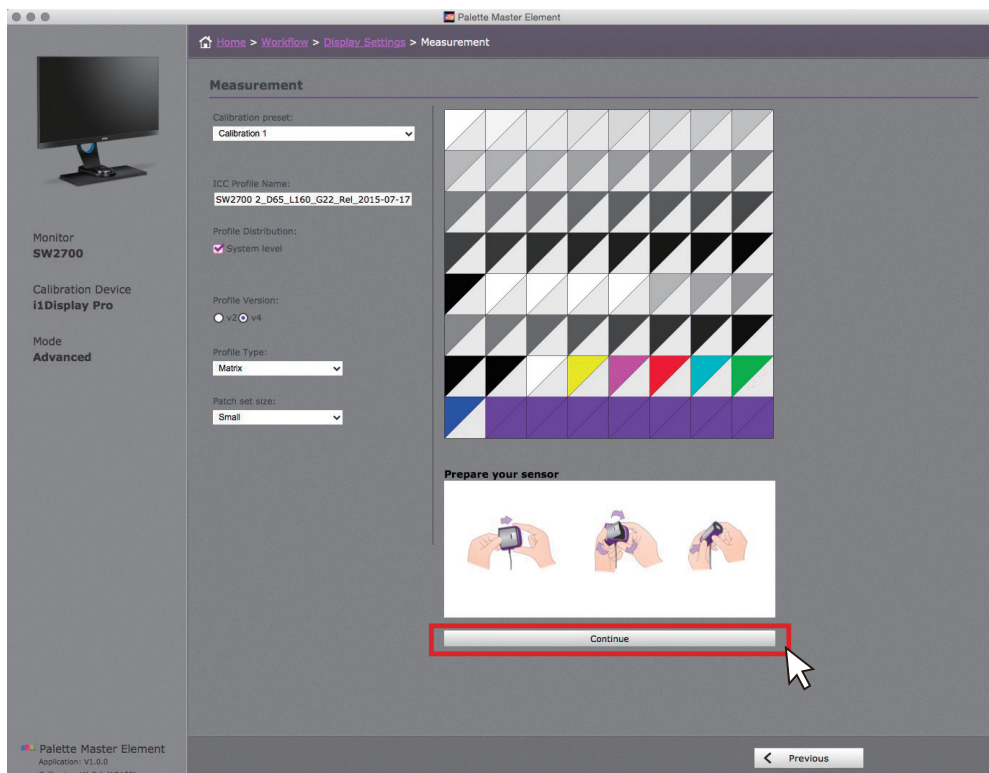 Palette Master Element
Home > Workflow > Display Settings > Measurement
Measurement
Calibration preset:
Calibration 1
ICC Profile Name:
SW2700 2_D65_L160_G22_Rel_2015-07-17
Profile Distribution:
System level
Profile Version:
v2 v4
Profile Type:
Matrix
Patch set size:
Small
Monitor
SW2700
Calibration Device
i1Display Pro
Mode
Advanced
Prepare your sensor
Continue
Palette Master Element
Application: V1.0.0
Previous